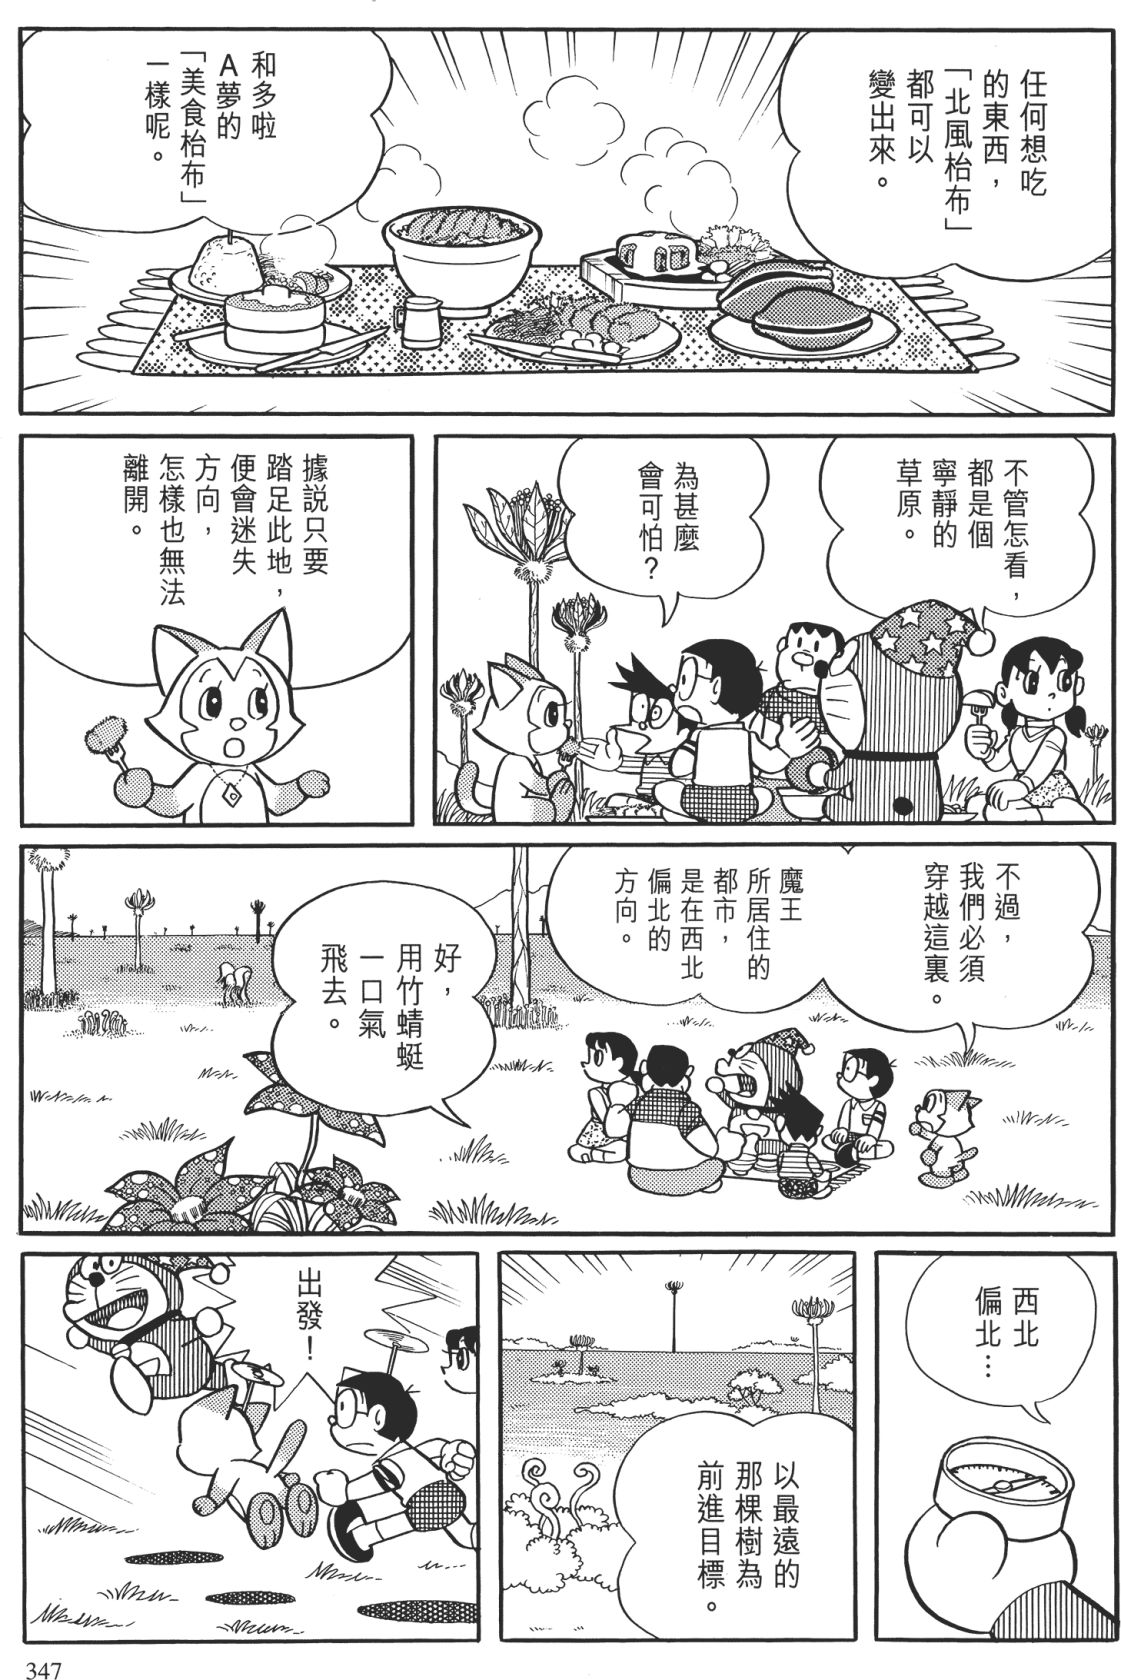 任何想吃
的東西，
「北風枱布」
都可以
變出來。
和多啦
A夢的
「美食枱布」
一樣呢。
不管怎看，
都是個
寧靜的
草原。
為甚麼
會可怕？
據說只要
踏足此地，
便會迷失
方向，
怎樣也無法
離開。
不過，
我們必須
穿越這裏。
魔王
所居住的
都市，
是在西北
偏北的
方向。
好，
用竹蜻蜓
一口氣
飛去。
西北
偏北…
以最遠的
那棵樹為
前進目標。
出發！
347